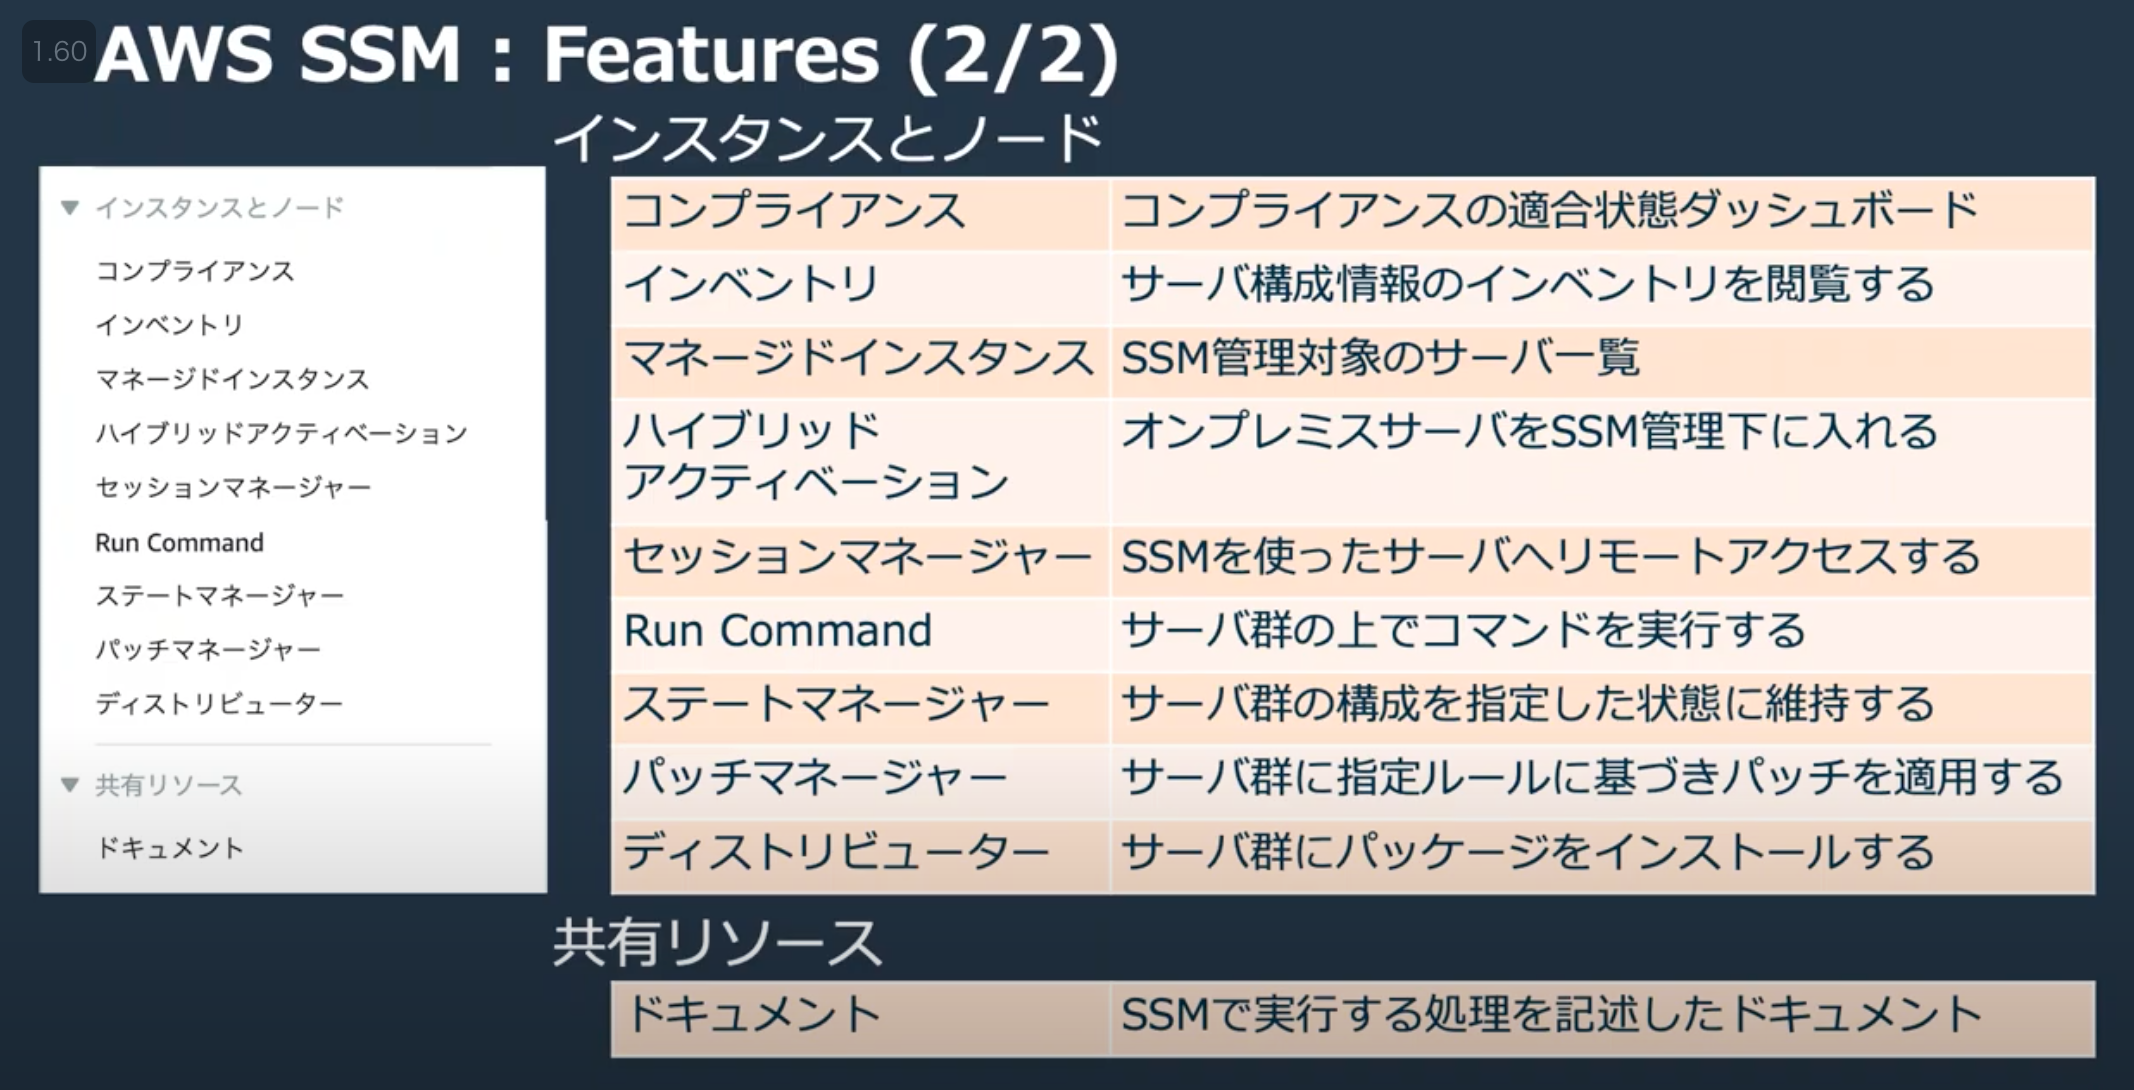 1.60
AWS SSM : Features (2/2)
インスタンスとノード
▼ インスタンスとノード
コンプライアンス
インベントリ
マネージドインスタンス
ハイブリッドアクティベーション
セッションマネージャー
Run Command
ステートマネージャー
パッチマネージャー
ディストリビューター
▼ 共有リソース
ドキュメント
コンプライアンス コンプライアンスの適合状態ダッシュボード
インベントリ サーバ構成情報のインベントリを閲覧する
マネージドインスタンス SSM管理対象のサーバ一覧
ハイブリッド オンプレミスサーバをSSM管理下に入れる
アクティベーション
セッションマネージャー SSMを使ったサーバへリモートアクセスする
Run Command サーバ群の上でコマンドを実行する
ステートマネージャー サーバ群の構成を指定した状態に維持する
パッチマネージャー サーバ群に指定ルールに基づきパッチを適用する
ディストリビューター サーバ群にパッケージをインストールする
共有リソース
ドキュメント SSMで実行する処理を記述したドキュメント